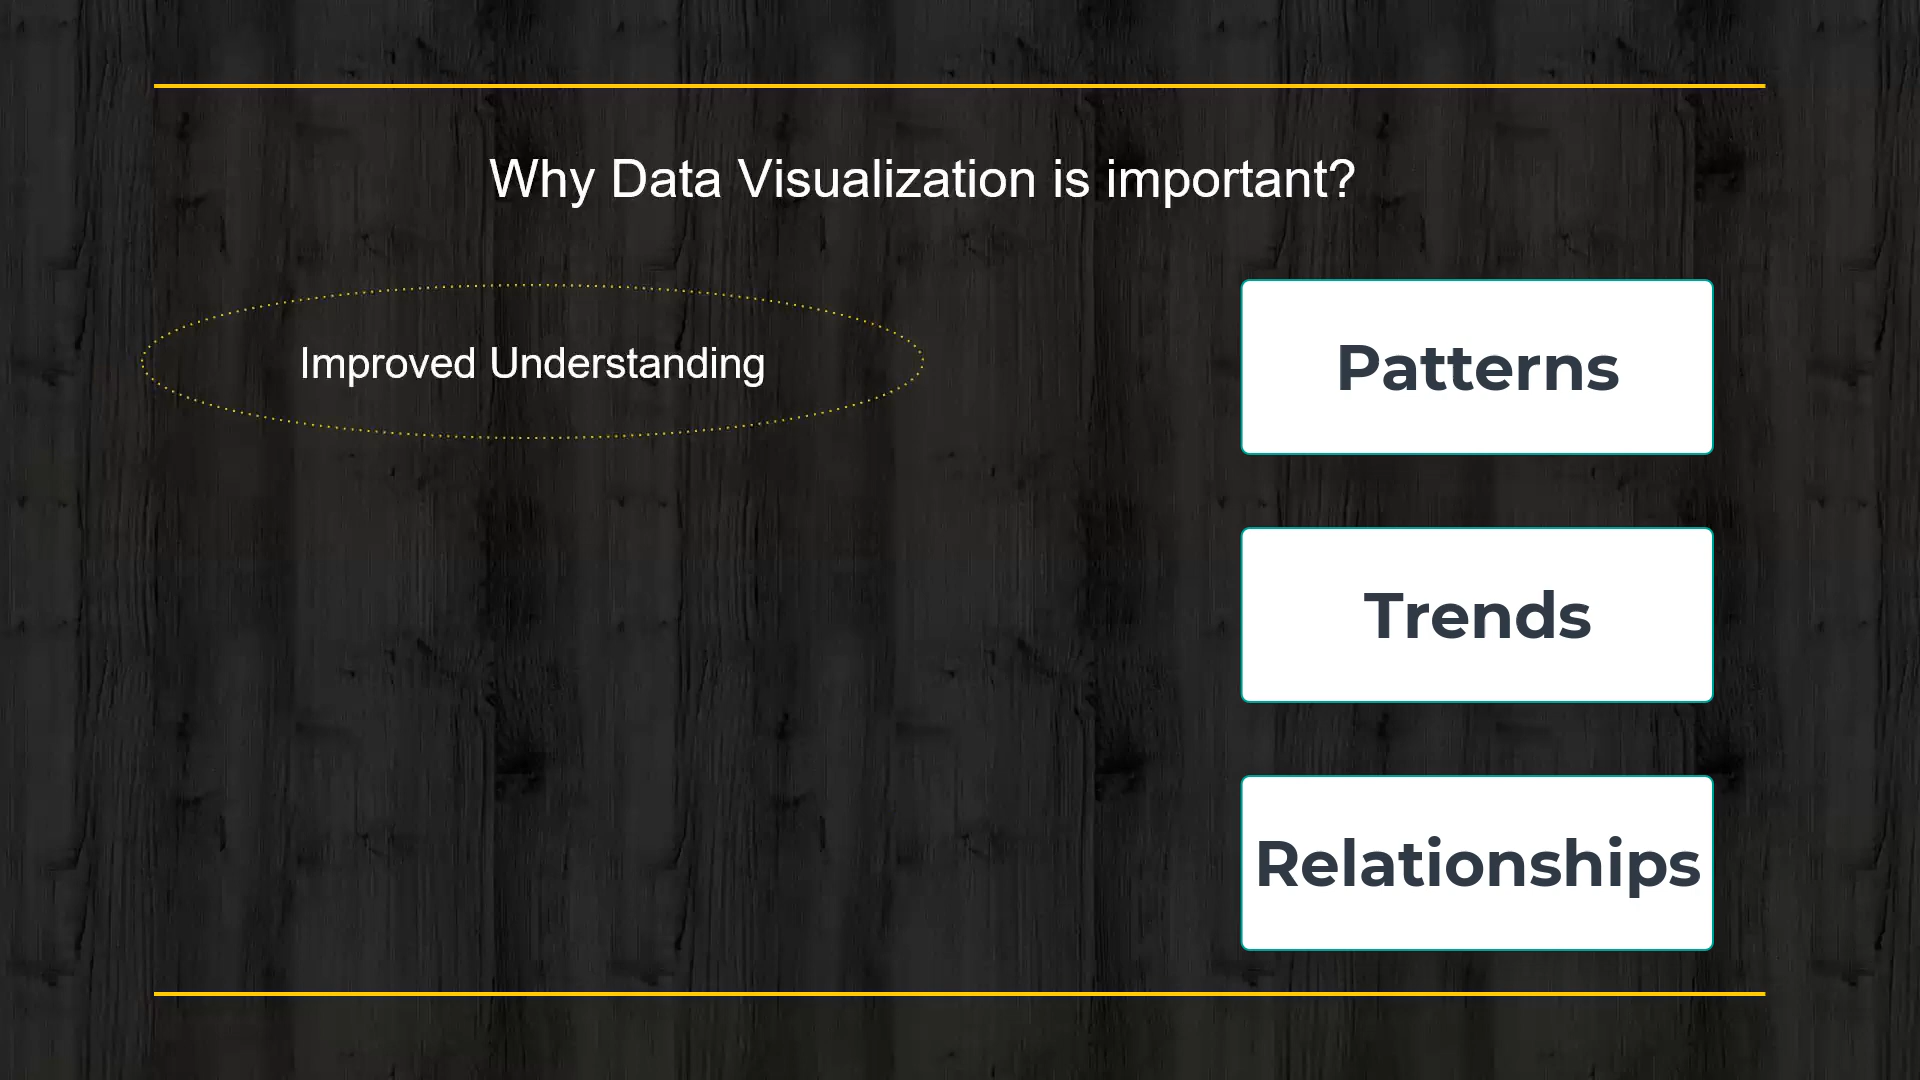 Why Data Visualization is important?
Improved Understanding
Patterns
Trends
Relationships